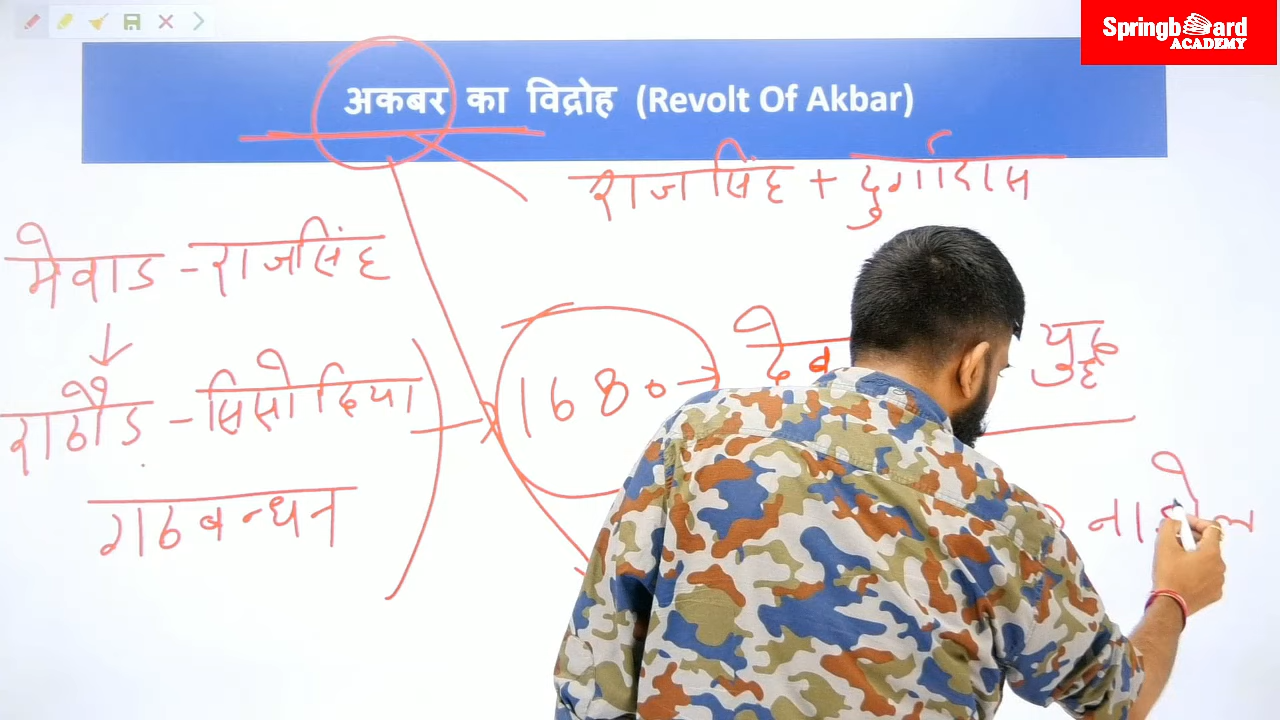 Springboard
ACADEMY
अकबर का विद्रोह (Revolt Of Akbar)
राजसिंह + दुर्गादास
मेवाड - राजसिंह
राठौड - सिसोदिया
गठबन्धन
1680 → देब
युद्ध